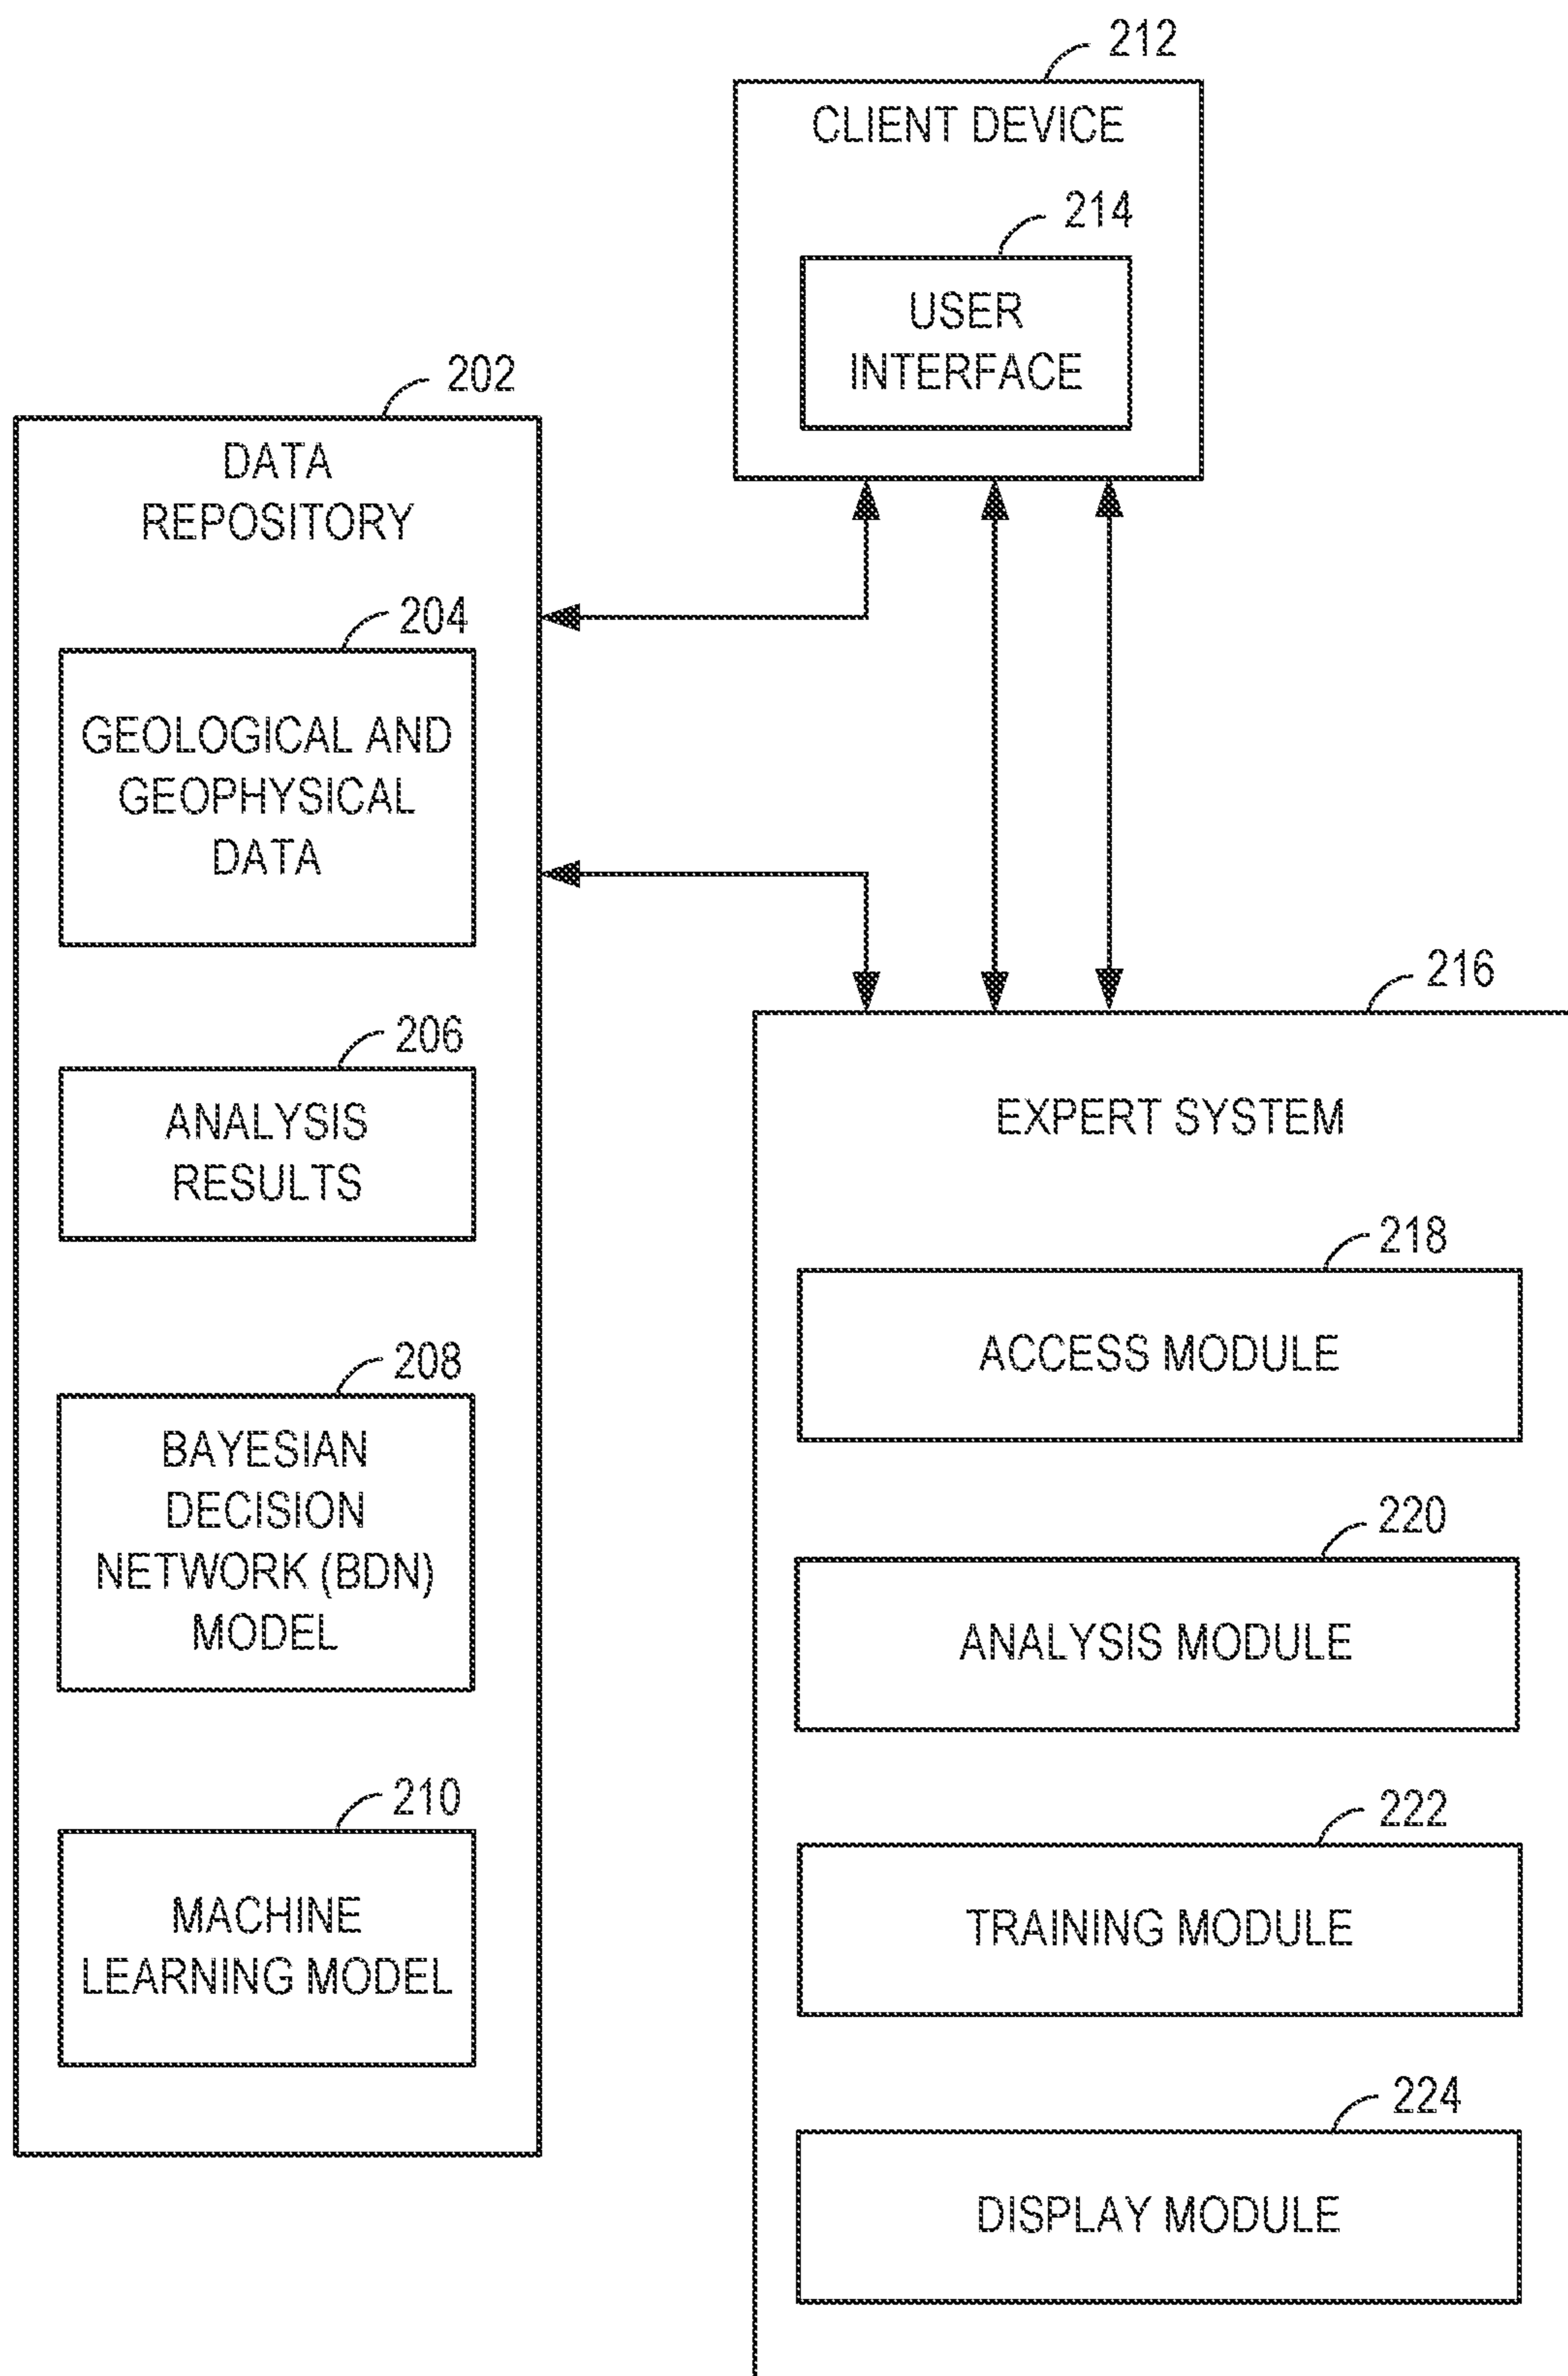 212
CLIENT DEVICE
214
USER
INTERFACE
202
DATA
REPOSITORY
204
GEOLOGICAL AND
GEOPHYSICAL
DATA
206
ANALYSIS
RESULTS
208
BAYESIAN
DECISION
NETWORK (BDN)
MODEL
210
MACHINE
LEARNING MODEL
216
EXPERT SYSTEM
218
ACCESS MODULE
220
ANALYSIS MODULE
222
TRAINING MODULE
224
DISPLAY MODULE